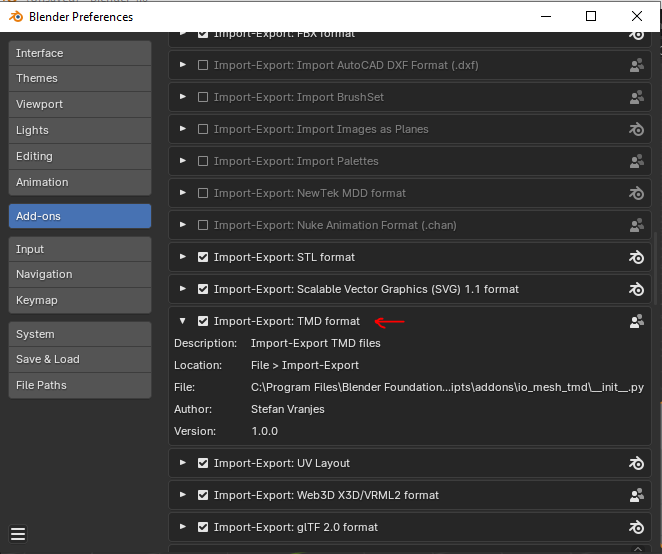 Blender Preferences
Interface
Themes
Viewport
Lights
Editing
Animation
Add-ons
Input
Navigation
Keymap
System
Save & Load
File Paths
Import-Export: FBX format
Import-Export: Import AutoCAD DXF Format (.dxf)
Import-Export: Import BrushSet
Import-Export: Import Images as Planes
Import-Export: Import Palettes
Import-Export: NewTek MDD format
Import-Export: Nuke Animation Format (.chan)
Import-Export: STL format
Import-Export: Scalable Vector Graphics (SVG) 1.1 format
Import-Export: TMD format
Description: Import-Export TMD files
Location: File > Import-Export
File: C:\Program Files\Blender Foundation...ipts\addons\io_mesh_tmd\__init__.py
Author: Stefan Vranjes
Version: 1.0.0
Import-Export: UV Layout
Import-Export: Web3D X3D/VRML2 format
Import-Export: glTF 2.0 format